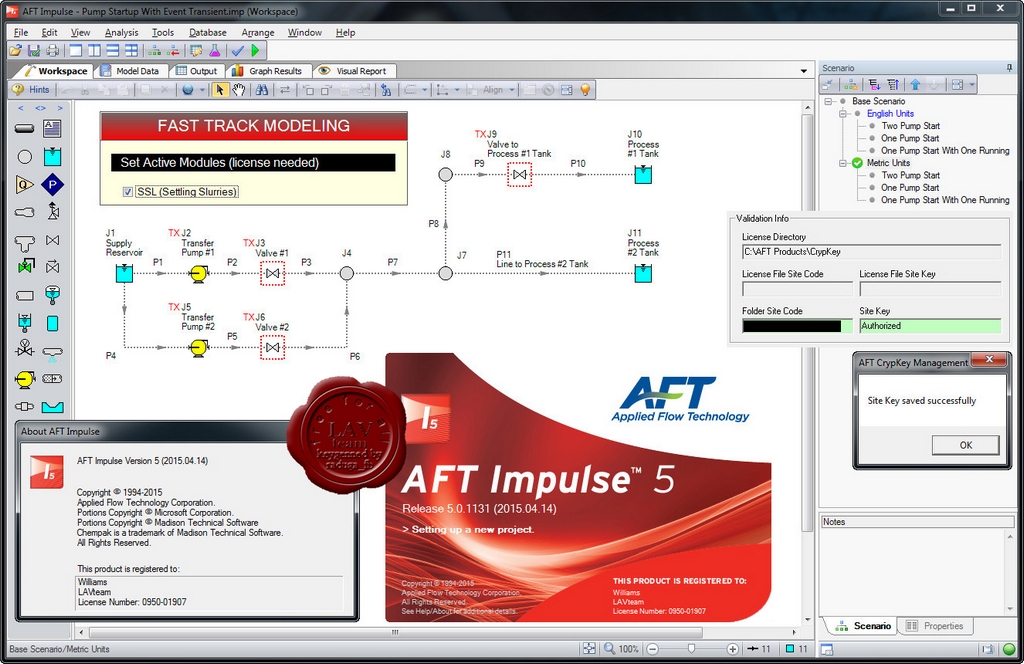 AFT Impulse - Pump Startup With Event Transient.imp (Workspace)
File Edit View Analysis Tools Database Arrange Window Help
Workspace Model Data Output Graph Results Visual Report
Hints Align
FAST TRACK MODELING
Set Active Modules (license needed)
SSL (Settling Slurries)
TX J9
Valve to
Process #1 Tank
J10
Process
#1 Tank
J8
P9
P10
P8
J1
Supply
Reservoir
TX J2
Transfer
Pump #1
TX J3
Valve #1
J4
J7
J11
Process
#2 Tank
P1
P2
P3
P7
P11
Line to Process #2 Tank
TX J5
Transfer
Pump #2
TX J6
Valve #2
P4
P5
P6
Scenario
Base Scenario
English Units
Two Pump Start
One Pump Start
One Pump Start With One Running
Metric Units
Two Pump Start
One Pump Start
One Pump Start With One Running
Validation Info
License Directory
C:\AFT Products\CrypKey
License File Site Code License File Site Key
Folder Site Code Site Key
Authorized
AFT CrypKey Management
Site Key saved successfully
OK
AFT
Applied Flow Technology
I5
AFT Impulse™ 5
Release 5.0.1131 (2015.04.14)
> Setting up a new project.
Copyright © 1994-2015
Applied Flow Technology Corporation.
All Rights Reserved
See Help/About for additional details.
THIS PRODUCT IS REGISTERED TO:
Williams
LAVteam
License Number: 0950-01907
for
LAV
team
keygenned by
About AFT Impulse
I5
AFT Impulse Version 5 (2015.04.14)
Copyright © 1994-2015
Applied Flow Technology Corporation.
Portions Copyright © Microsoft Corporation.
Portions Copyright © Madison Technical Software
Chempak is a trademark of Madison Technical Software.
All Rights Reserved.
This product is registered to:
Williams
LAVteam
License Number: 0950-01907
Notes
Scenario Properties
Base Scenario/Metric Units
100%
11
11